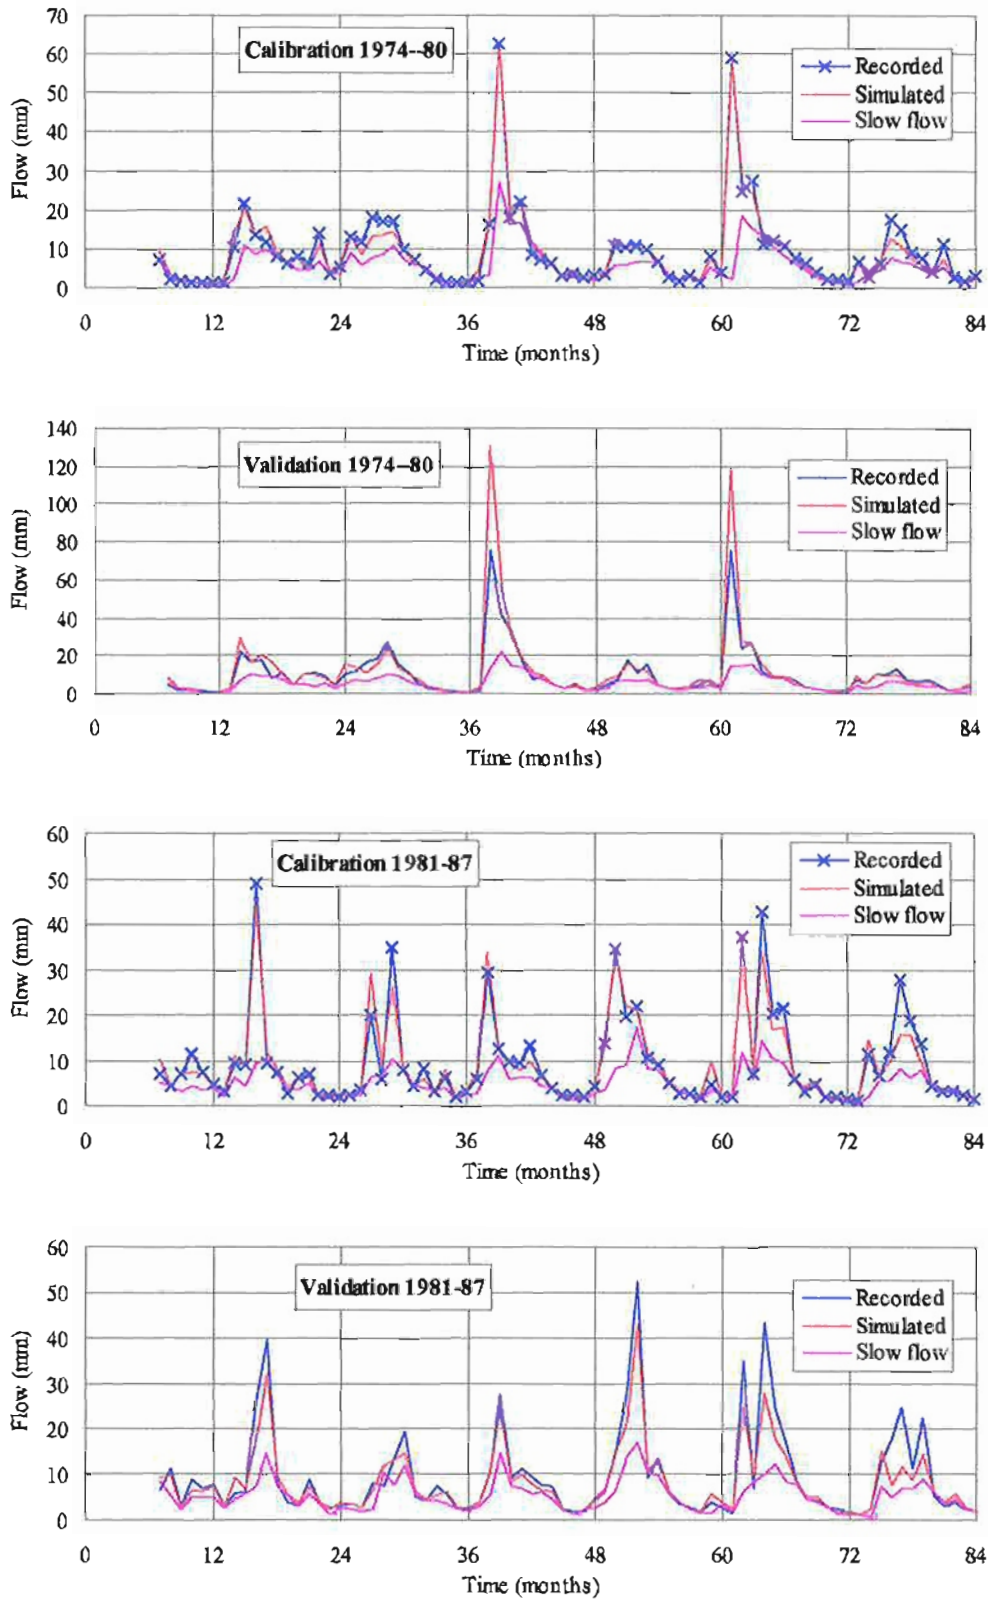 Calibration 1974--80
Recorded
Simulated
Slow flow
70
60
50
40
30
20
10
0
Flow (mm)
0 12 24 36 48 60 72 84
Time (months)
Validation 1974--80
Recorded
Simulated
Slow flow
140
120
100
80
60
40
20
0
Flow (mm)
0 12 24 36 48 60 72 84
Time (months)
Calibration 1981-87
Recorded
Simulated
Slow flow
60
50
40
30
20
10
0
Flow (mm)
0 12 24 36 48 60 72 84
Time (months)
Validation 1981-87
Recorded
Simulated
Slow flow
70
60
50
40
30
20
10
0
Flow (mm)
0 12 24 36 48 60 72 84
Time (months)